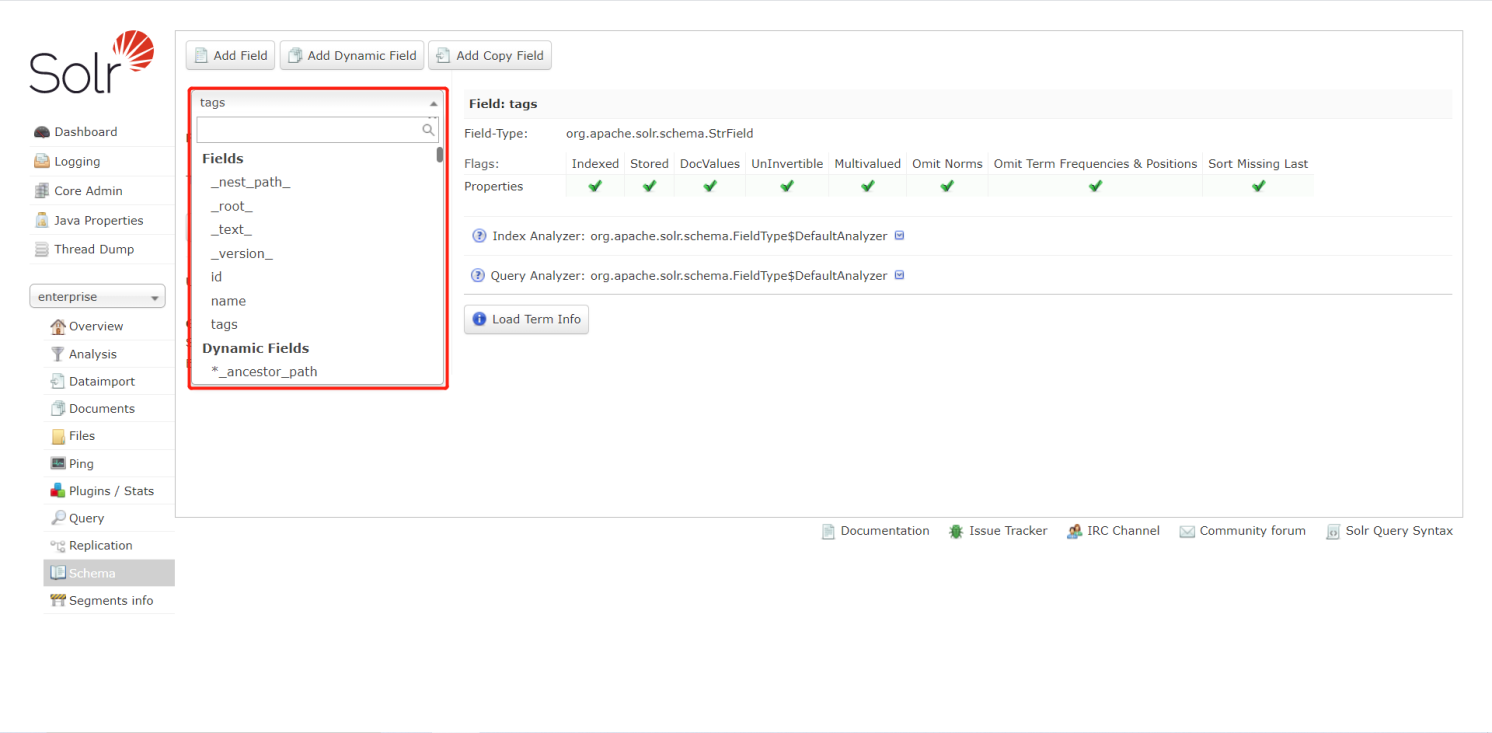 Solr
Add Field Add Dynamic Field Add Copy Field
Dashboard
Logging
Core Admin
Java Properties
Thread Dump
enterprise
Overview
Analysis
Dataimport
Documents
Files
Ping
Plugins / Stats
Query
Replication
Schema
Segments info
tags
Fields
_nest_path_
_root_
_text_
_version_
id
name
tags
Dynamic Fields
*_ancestor_path
Field: tags
Field-Type: org.apache.solr.schema.StrField
Flags: Indexed Stored DocValues UnInvertible Multivalued Omit Norms Omit Term Frequencies & Positions Sort Missing Last
Properties
Index Analyzer: org.apache.solr.schema.FieldType$DefaultAnalyzer
Query Analyzer: org.apache.solr.schema.FieldType$DefaultAnalyzer
Load Term Info
Documentation Issue Tracker IRC Channel Community forum Solr Query Syntax